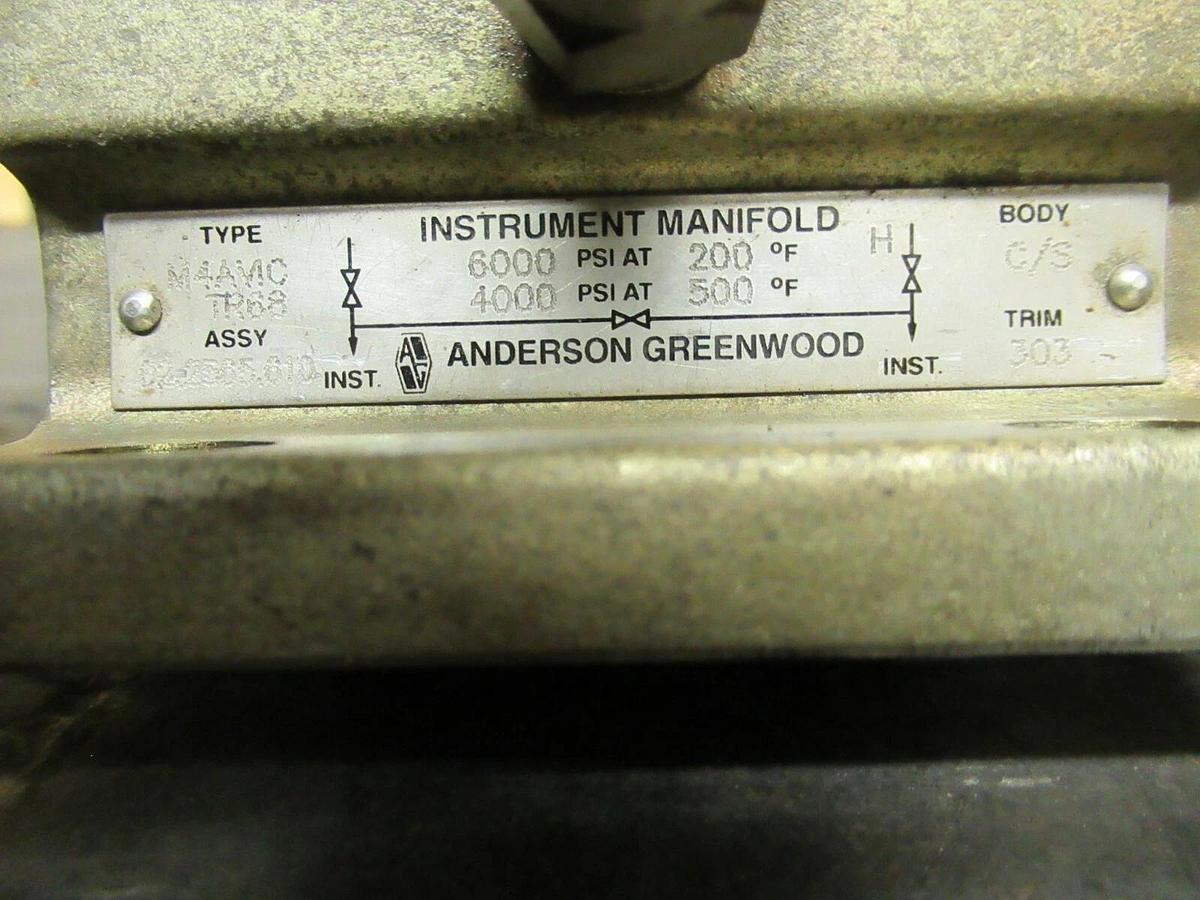 TYPE
M4AVIC
TR68
ASSY
INSTRUMENT MANIFOLD
6000 PSI AT 200 °F
4000 PSI AT 500 °F
ANDERSON GREENWOOD
INST.
H
INST.
BODY
C/S
TRIM
303